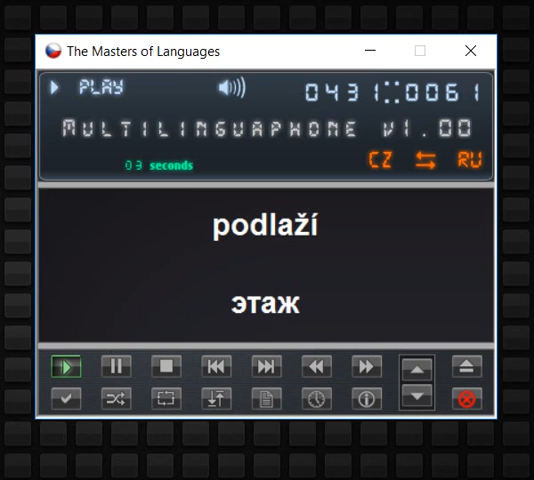 The Masters of Languages
PLAY
0431::0061
MULTILINGUAPHONE v1.00
03 seconds
CZ RU
podlaží
этаж